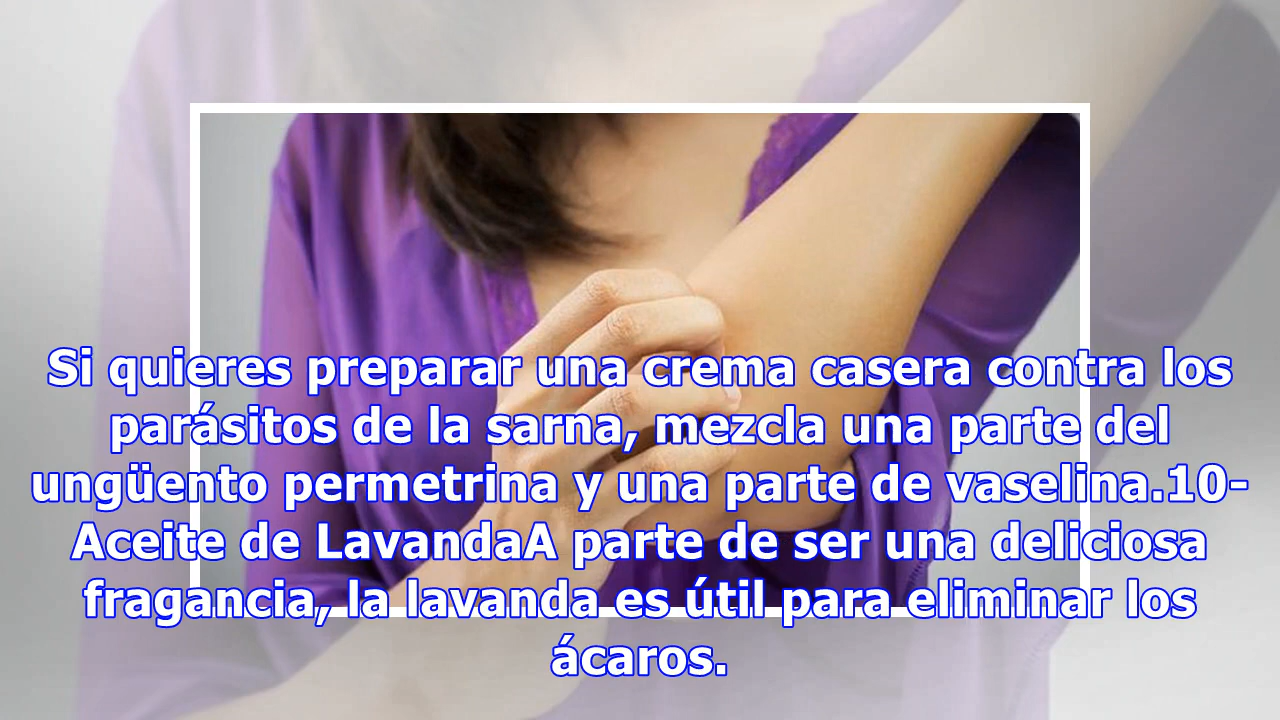 Si quieres preparar una crema casera contra los
parásitos de la sarna, mezcla una parte del
ungüento permetrina y una parte de vaselina.10-
Aceite de LavandaA parte de ser una deliciosa
fragancia, la lavanda es útil para eliminar los
ácaros.